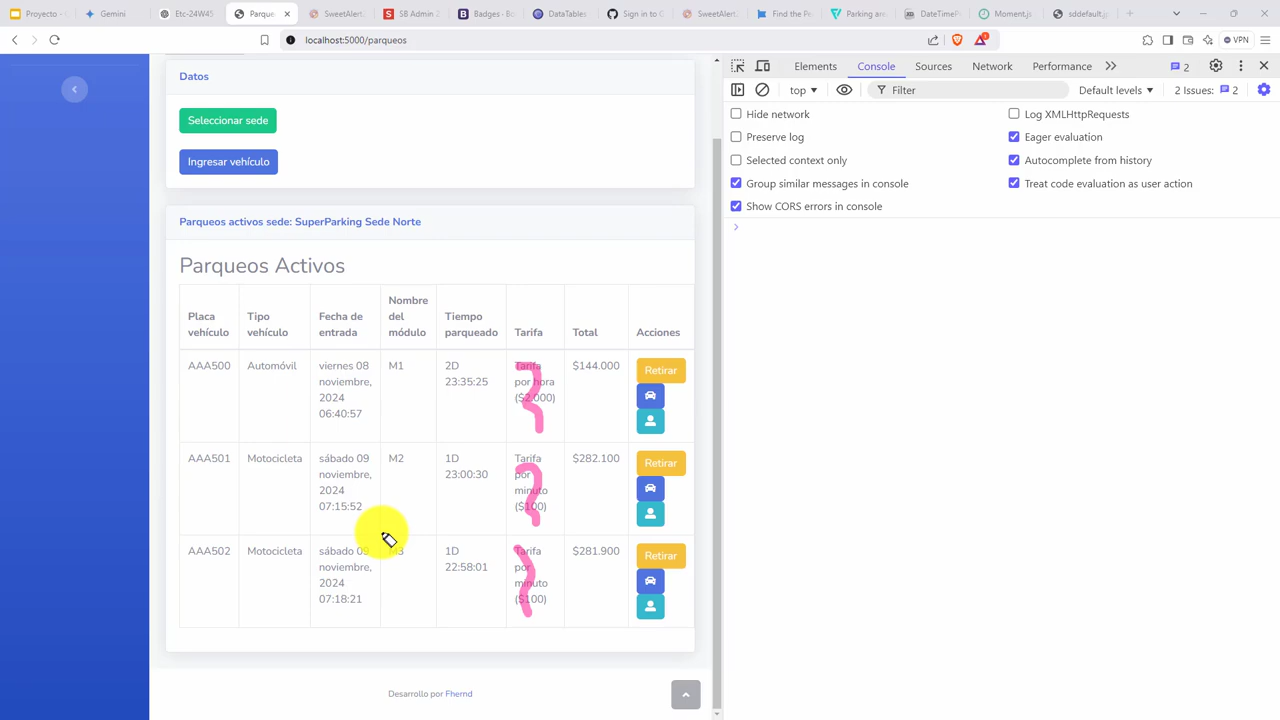 Proyecto - G
Gemini
Etc-24W45
Parque
SweetAlert
SB Admin 2
Badges - Bo
DataTables
Sign in to G
SweetAlert
Find the Pe
Parking are
DateTimeP
Moment.js
sddefault.j
localhost:5000/parqueos
VPN
Datos
Seleccionar sede
Ingresar vehículo
Parqueos activos sede: SuperParking Sede Norte
Parqueos Activos
Placa vehículo
Tipo vehículo
Fecha de entrada
Nombre del módulo
Tiempo parqueado
Tarifa
Total
Acciones
AAA500
Automóvil
viernes 08 noviembre, 2024 06:40:57
M1
2D 23:35:25
Tarifa por hora ($2.000)
$144.000
Retirar
AAA501
Motocicleta
sábado 09 noviembre, 2024 07:15:52
M2
1D 23:00:30
Tarifa por minuto ($100)
$282.100
Retirar
AAA502
Motocicleta
sábado 09 noviembre, 2024 07:18:21
M3
1D 22:58:01
Tarifa por minuto ($100)
$281.900
Retirar
Desarrollo por Fhernd
Elements
Console
Sources
Network
Performance
2
top
Filter
Default levels
2 Issues: 2
Hide network
Log XMLHttpRequests
Preserve log
Eager evaluation
Selected context only
Autocomplete from history
Group similar messages in console
Treat code evaluation as user action
Show CORS errors in console